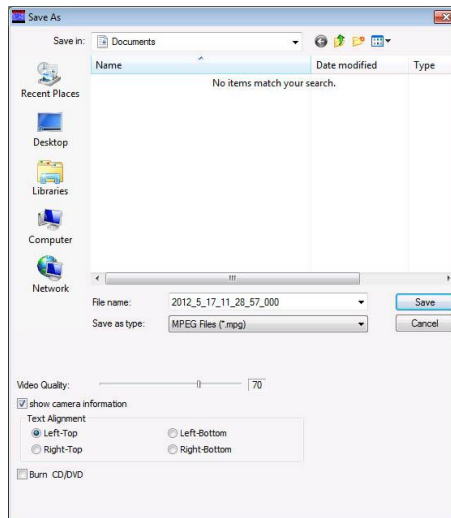 Save As
Save in: Documents
Name Date modified Type
No items match your search.
Recent Places
Desktop
Libraries
Computer
Network
File name: 2012_5_17_11_28_57_000 Save
Save as type: MPEG Files (*.mpg) Cancel
Video Quality: 70
show camera information
Text Alignment
Left-Top Left-Bottom
Right-Top Right-Bottom
Burn CD/DVD